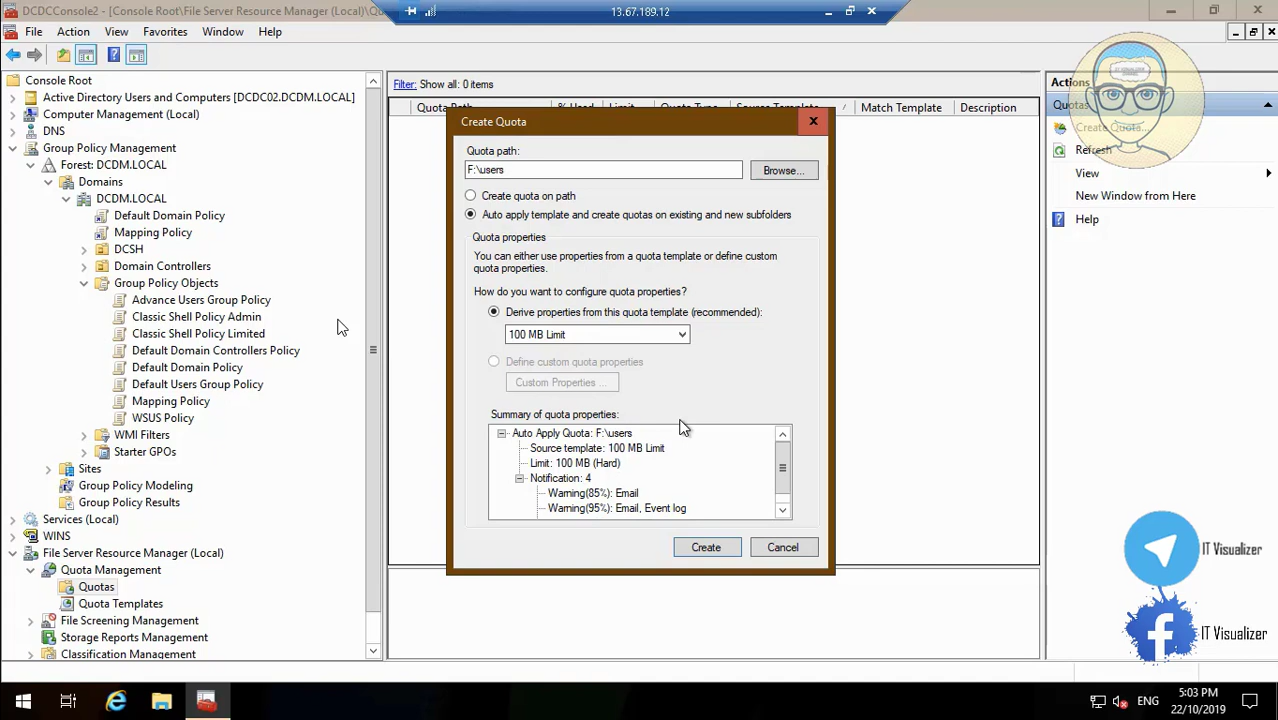 DCDCConsole2 - [Console Root\File Server Resource Manager (Local)\Quot
13.67.189.12
File Action View Favorites Window Help
Console Root
Active Directory Users and Computers [DCDC02.DCDM.LOCAL]
Computer Management (Local)
DNS
Group Policy Management
Forest: DCDM.LOCAL
Domains
DCDM.LOCAL
Default Domain Policy
Mapping Policy
DCSH
Domain Controllers
Group Policy Objects
Advance Users Group Policy
Classic Shell Policy Admin
Classic Shell Policy Limited
Default Domain Controllers Policy
Default Domain Policy
Default Users Group Policy
Mapping Policy
WSUS Policy
WMI Filters
Starter GPOs
Sites
Group Policy Modeling
Group Policy Results
Services (Local)
WINS
File Server Resource Manager (Local)
Quota Management
Quotas
Quota Templates
File Screening Management
Storage Reports Management
Classification Management
Filter: Show all: 0 items
Quota Path % Used Limit Quota Type Source Template Match Template Description
Create Quota
Quota path:
F:\users
Browse...
Create quota on path
Auto apply template and create quotas on existing and new subfolders
Quota properties
You can either use properties from a quota template or define custom
quota properties.
How do you want to configure quota properties?
Derive properties from this quota template (recommended):
100 MB Limit
Define custom quota properties
Custom Properties ...
Summary of quota properties:
Auto Apply Quota: F:\users
Source template: 100 MB Limit
Limit: 100 MB (Hard)
Notification: 4
Warning(85%): Email
Warning(95%): Email, Event log
Create Cancel
Actions
Quotas
Create Quota...
Refresh
View
New Window from Here
Help
IT VISUALIZER
IT Visualizer
IT Visualizer
ENG
5:03 PM
22/10/2019